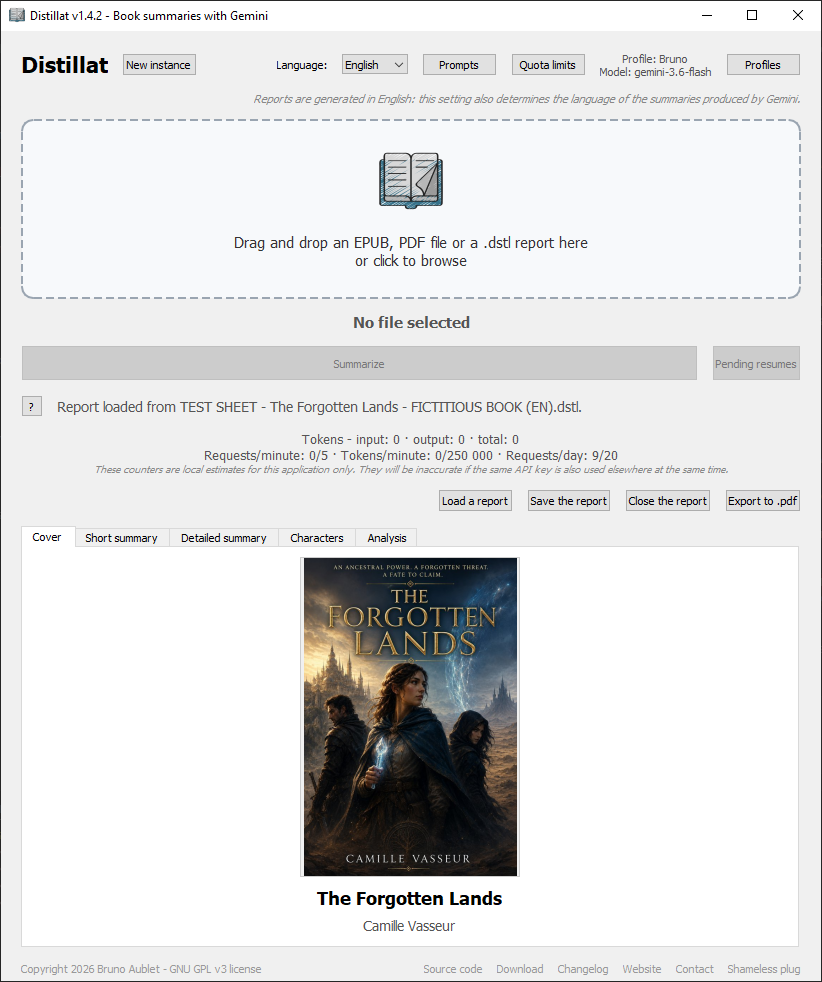 Distillat v1.4.2 - Book summaries with Gemini
Distillat
New instance
Language:
English
Prompts
Quota limits
Profile: Bruno
Model: gemini-3.6-flash
Profiles
Reports are generated in English: this setting also determines the language of the summaries produced by Gemini.
Drag and drop an EPUB, PDF file or a .dstl report here
or click to browse
No file selected
Summarize
Pending resumes
?
Report loaded from TEST SHEET - The Forgotten Lands - FICTITIOUS BOOK (EN).dstl.
Tokens - input: 0 · output: 0 · total: 0
Requests/minute: 0/5 · Tokens/minute: 0/250 000 · Requests/day: 9/20
These counters are local estimates for this application only. They will be inaccurate if the same API key is also used elsewhere at the same time.
Load a report
Save the report
Close the report
Export to .pdf
Cover
Short summary
Detailed summary
Characters
Analysis
AN ANCESTRAL POWER. A FORGOTTEN THREAT.
A FATE TO CLAIM.
THE
FORGOTTEN
LANDS
CAMILLE VASSEUR
The Forgotten Lands
Camille Vasseur
Copyright 2026 Bruno Aublet - GNU GPL v3 license
Source code
Download
Changelog
Website
Contact
Shameless plug